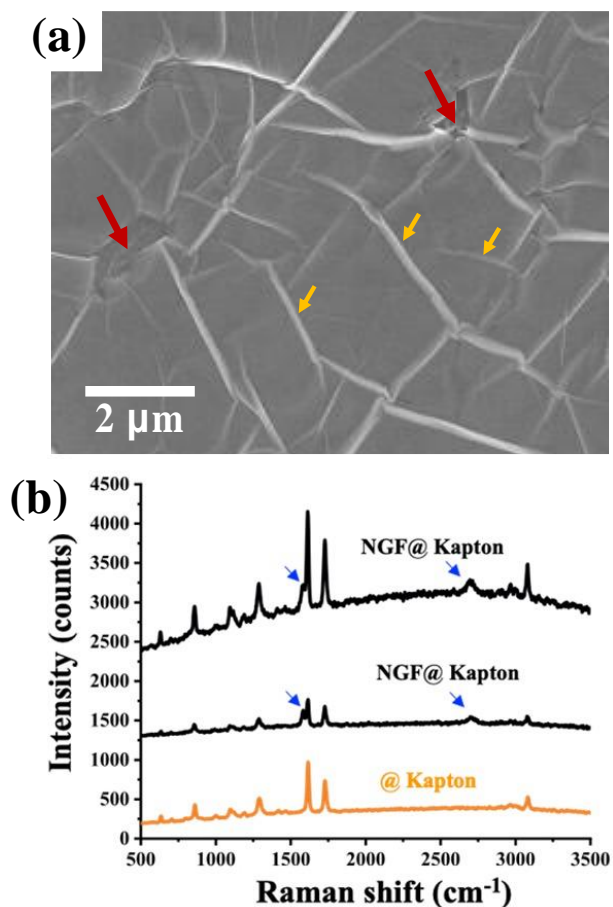 (a)
2 μm
(b)
4500
4000
3500
3000
2500
2000
1500
1000
500
0
Intensity (counts)
NGF@ Kapton
NGF@ Kapton
@ Kapton
500 1000 1500 2000 2500 3000 3500
Raman shift (cm-1)